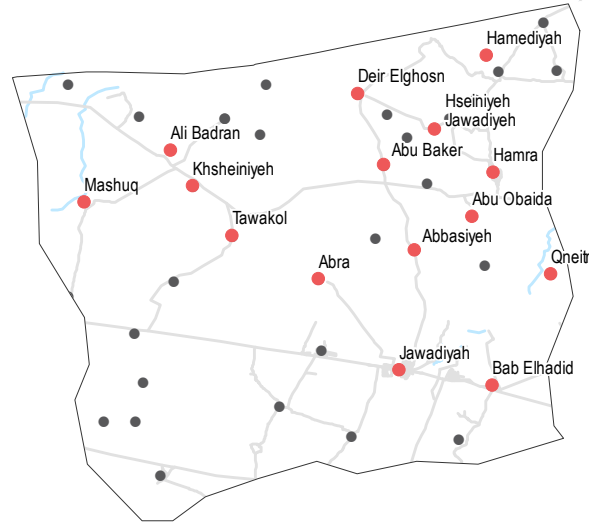 Hamediyah
Deir Elghosn
Hseiniyeh
Jawadiyeh
Ali Badran
Abu Baker
Hamra
Khsheiniyeh
Mashuq
Abu Obaida
Tawakol
Abbasiyeh
Abra
Qneitr
Jawadiyah
Bab Elhadid